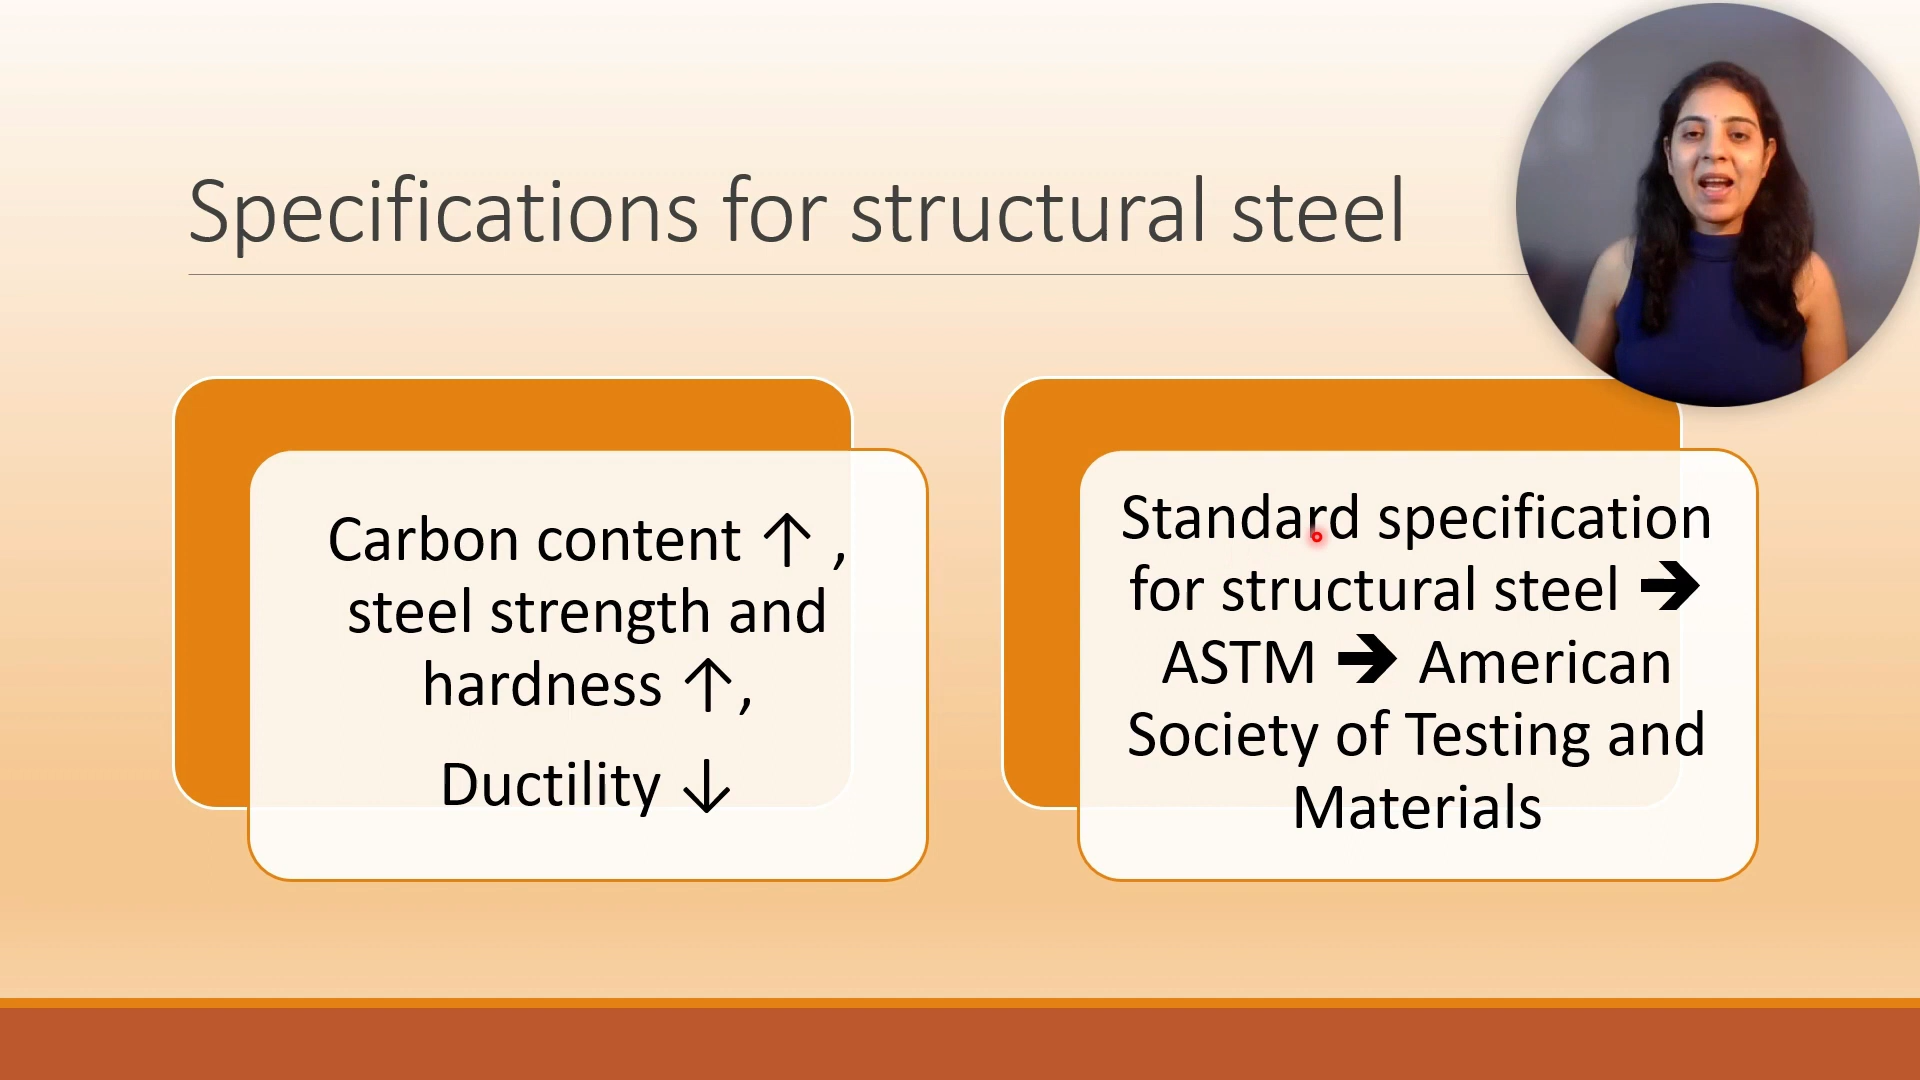 Specifications for structural steel
Carbon content ↑ ,
steel strength and
hardness ↑,
Ductility ↓
Standard specification
for structural steel 🡺
ASTM 🡺 American
Society of Testing and
Materials